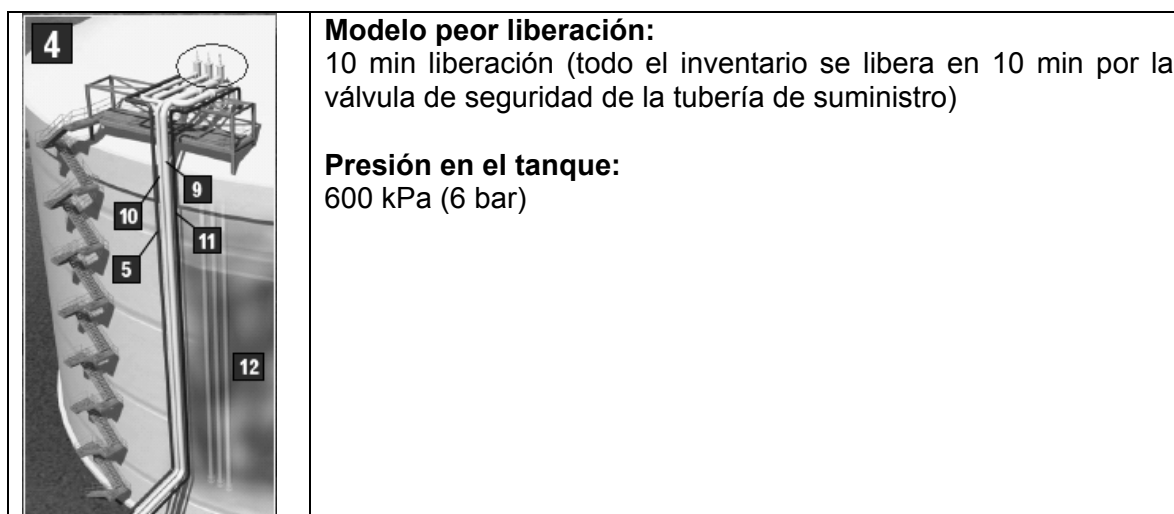 4
Modelo peor liberación:
10 min liberación (todo el inventario se libera en 10 min por la
válvula de seguridad de la tubería de suministro)
Presión en el tanque:
600 kPa (6 bar)
9
10
11
5
12